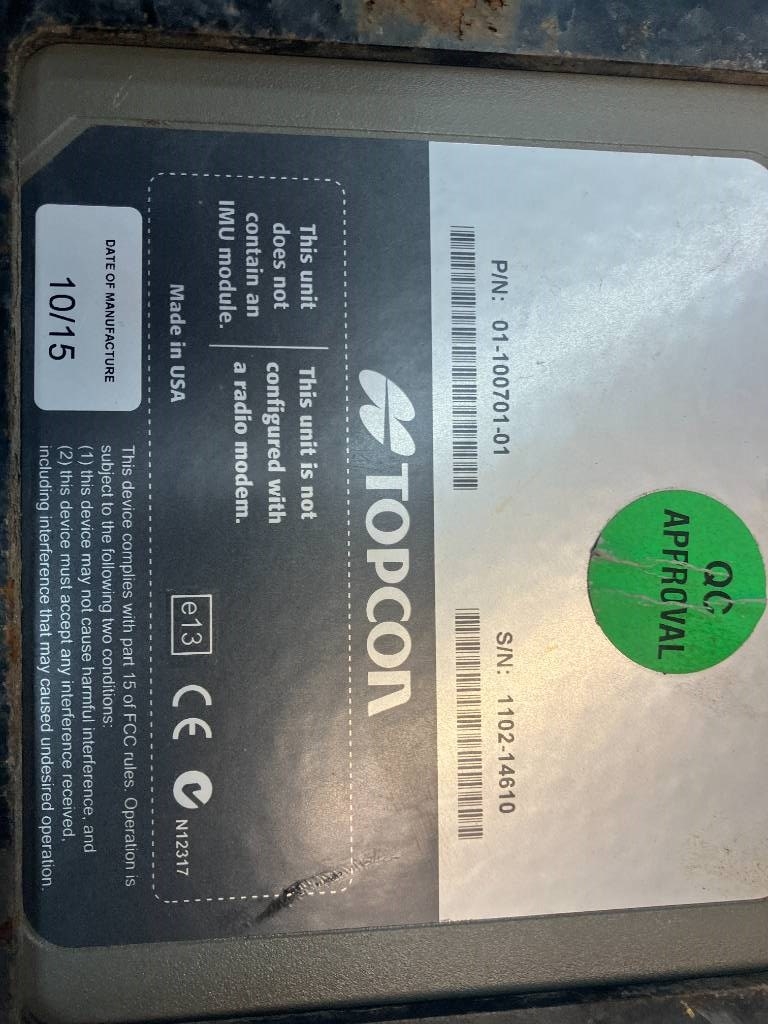 QC
APPROVAL
P/N: 01-100701-01
S/N: 1102-14610
TOPCON
This unit
does not
contain an
IMU module.
This unit is not
configured with
a radio modem.
Made in USA
e13
CE
N12317
DATE OF MANUFACTURE
10/15
This device complies with part 15 of FCC rules. Operation is
subject to the following two conditions:
(1) this device may not cause harmful interference, and
(2) this device must accept any interference received,
including interference that may caused undesired operation.